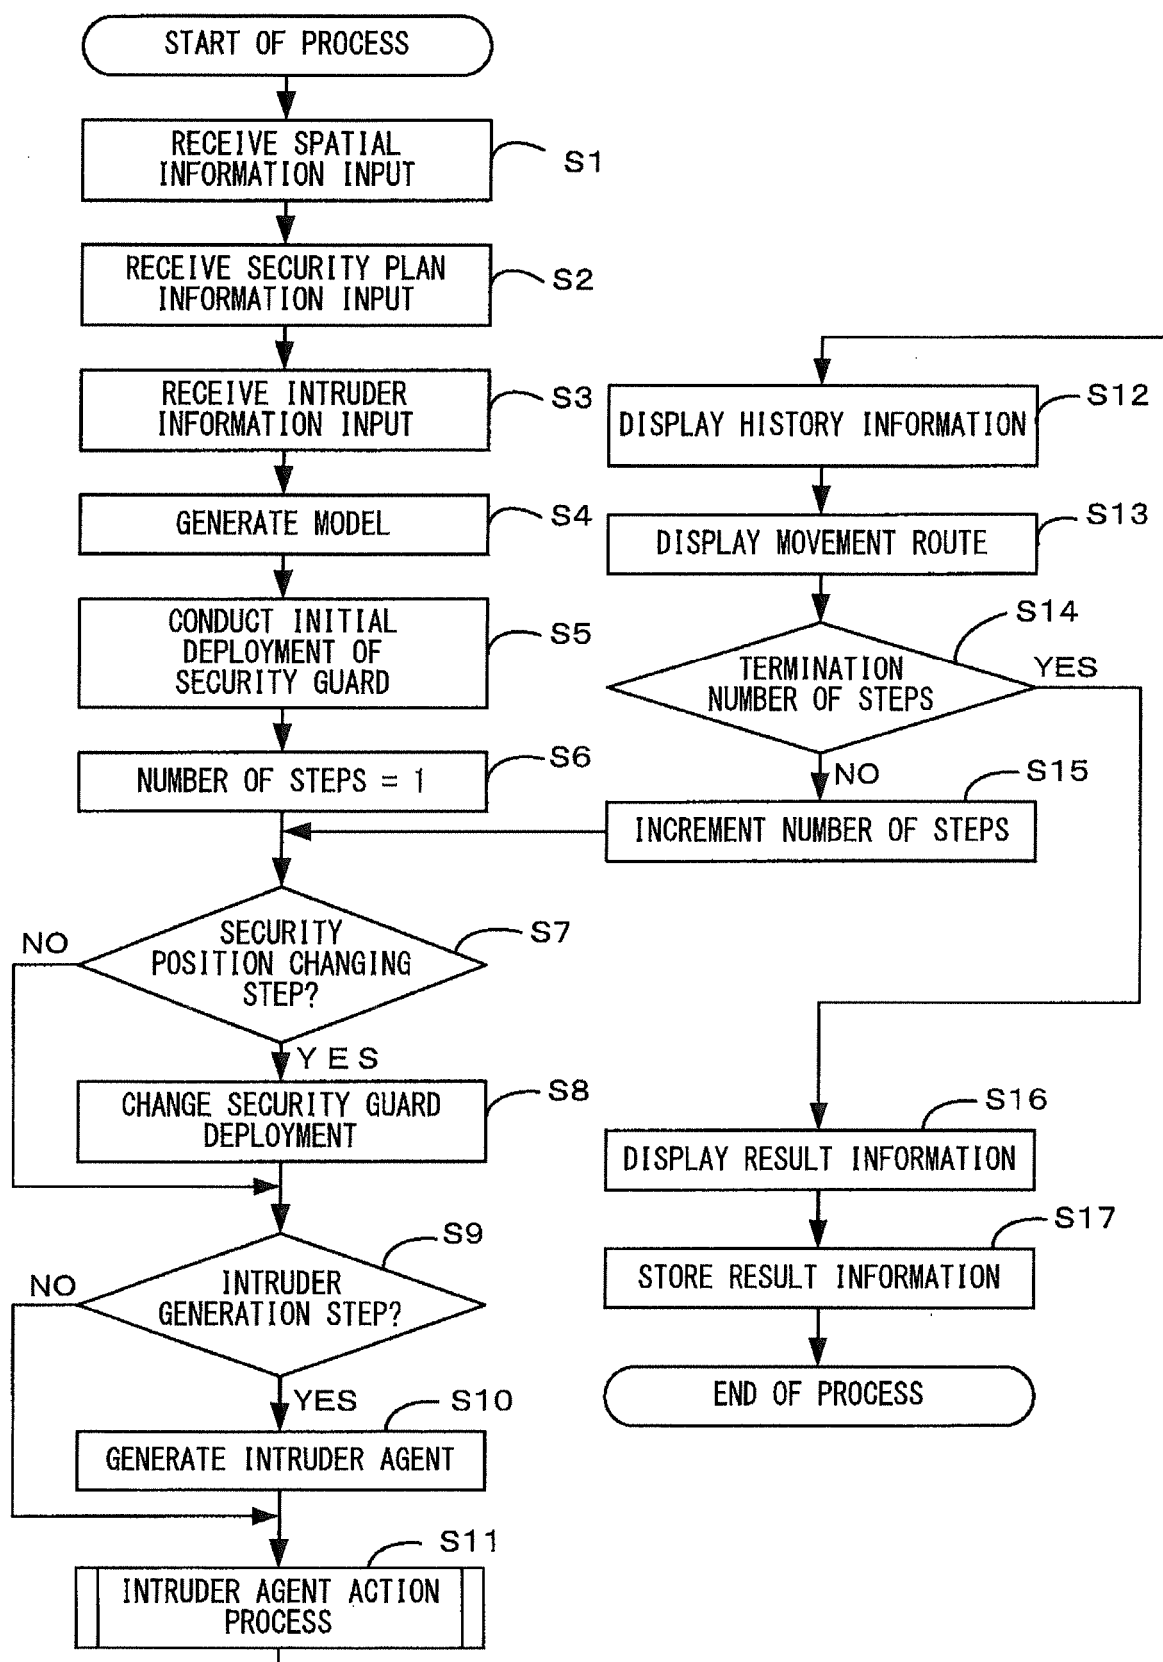 START OF PROCESS
RECEIVE SPATIAL
INFORMATION INPUT
S1
RECEIVE SECURITY PLAN
INFORMATION INPUT
S2
RECEIVE INTRUDER
INFORMATION INPUT
S3
GENERATE MODEL
S4
CONDUCT INITIAL
DEPLOYMENT OF
SECURITY GUARD
S5
NUMBER OF STEPS = 1
S6
SECURITY
POSITION CHANGING
STEP?
S7
NO
YES
CHANGE SECURITY GUARD
DEPLOYMENT
S8
INTRUDER
GENERATION STEP?
S9
NO
YES
GENERATE INTRUDER AGENT
S10
INTRUDER AGENT ACTION
PROCESS
S11
DISPLAY HISTORY INFORMATION
S12
DISPLAY MOVEMENT ROUTE
S13
TERMINATION
NUMBER OF STEPS
S14
YES
NO
INCREMENT NUMBER OF STEPS
S15
DISPLAY RESULT INFORMATION
S16
STORE RESULT INFORMATION
S17
END OF PROCESS